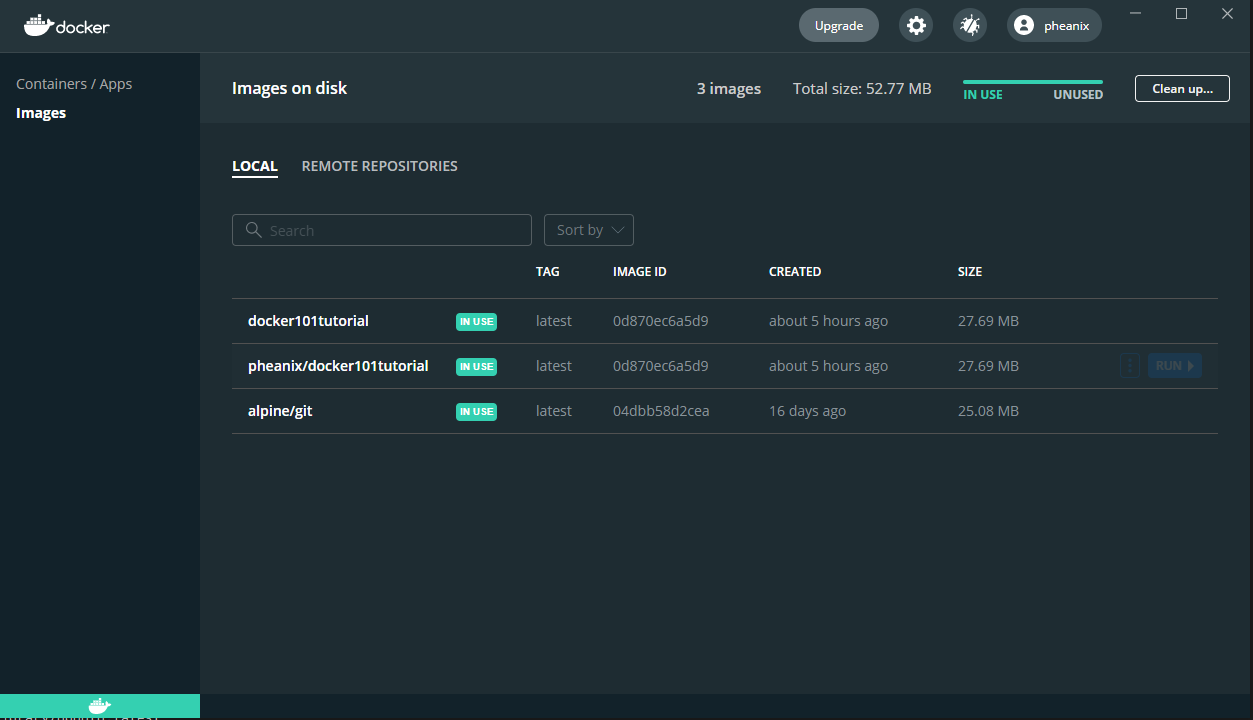 docker
Upgrade
pheanix
Containers / Apps
Images
Images on disk
3 images
Total size: 52.77 MB
IN USE
UNUSED
Clean up...
LOCAL
REMOTE REPOSITORIES
Search
Sort by
TAG
IMAGE ID
CREATED
SIZE
docker101tutorial IN USE latest 0d870ec6a5d9 about 5 hours ago 27.69 MB
pheanix/docker101tutorial IN USE latest 0d870ec6a5d9 about 5 hours ago 27.69 MB RUN
alpine/git IN USE latest 04dbb58d2cea 16 days ago 25.08 MB